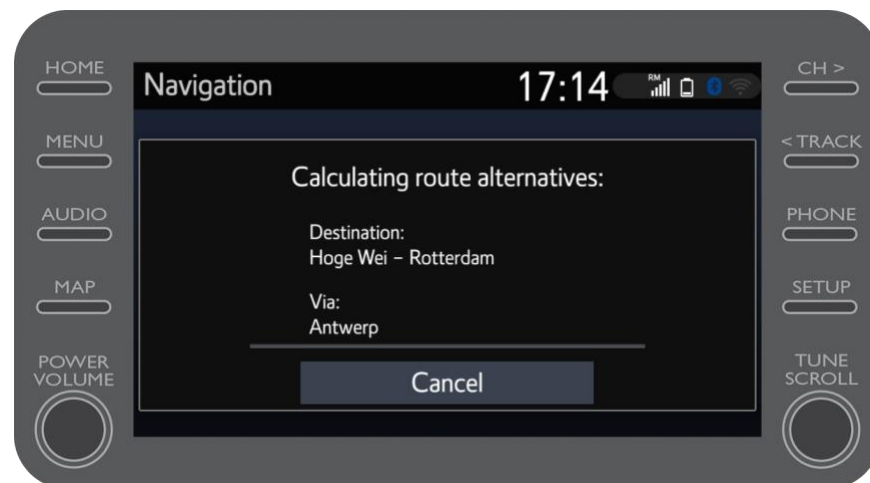 HOME
MENU
AUDIO
MAP
POWER
VOLUME
Navigation 17:14 RM
Calculating route alternatives:
Destination:
Hoge Wei – Rotterdam
Via:
Antwerp
Cancel
CH >
< TRACK
PHONE
SETUP
TUNE
SCROLL